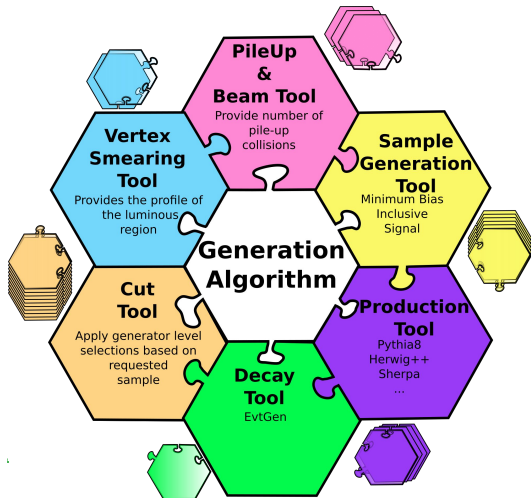 PileUp
&
Beam Tool
Provide number of
pile-up
collisions
Vertex
Smearing
Tool
Provides the profile of
the luminous
region
Sample
Generation
Tool
Minimum Bias
Inclusive
Signal
Generation
Algorithm
Cut
Tool
Apply generator level
selections based on
requested
sample
Production
Tool
Pythia8
Herwig++
Sherpa
...
Decay
Tool
EvtGen